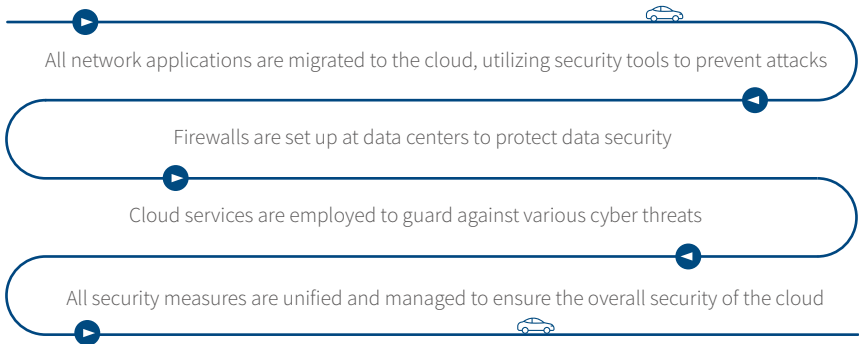 All network applications are migrated to the cloud, utilizing security tools to prevent attacks
Firewalls are set up at data centers to protect data security
Cloud services are employed to guard against various cyber threats
All security measures are unified and managed to ensure the overall security of the cloud